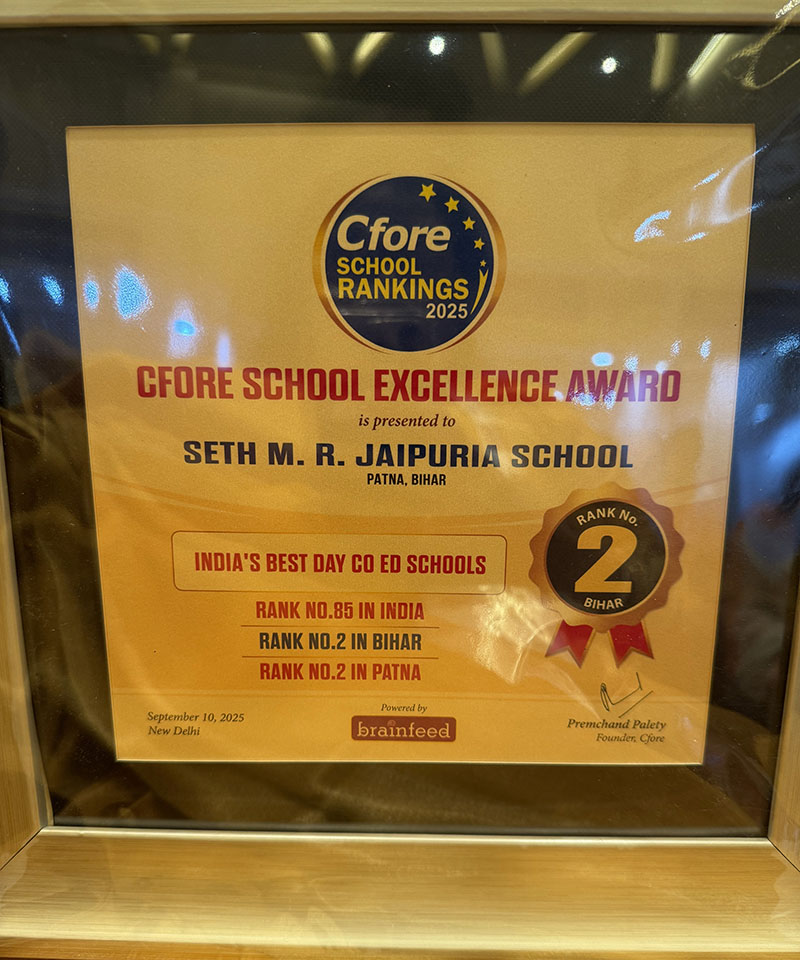 Cfore
SCHOOL
RANKINGS
2025
CFORE SCHOOL EXCELLENCE AWARD
is presented to
SETH M. R. JAIPURIA SCHOOL
PATNA, BIHAR
RANK No.
2
BIHAR
INDIA'S BEST DAY CO ED SCHOOLS
RANK NO.85 IN INDIA
RANK NO.2 IN BIHAR
RANK NO.2 IN PATNA
September 10, 2025
New Delhi
Powered by
brainfeed
Premchand Palety
Founder, Cfore